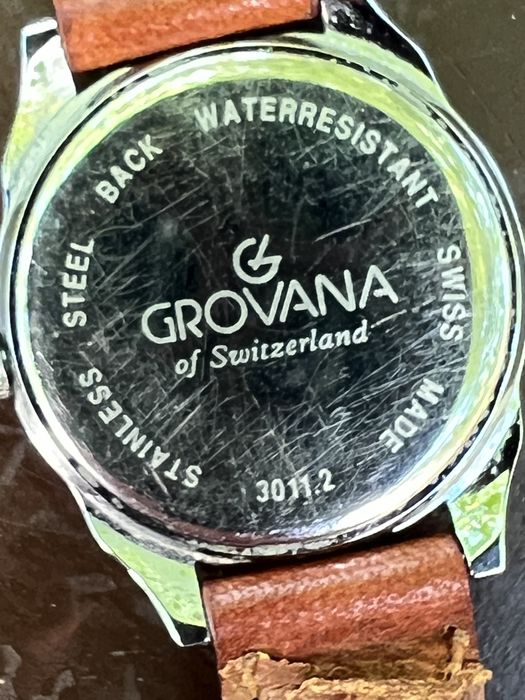 STAINLESS STEEL BACK WATERRESISTANT SWISS MADE
GROVANA
of Switzerland
3011.2